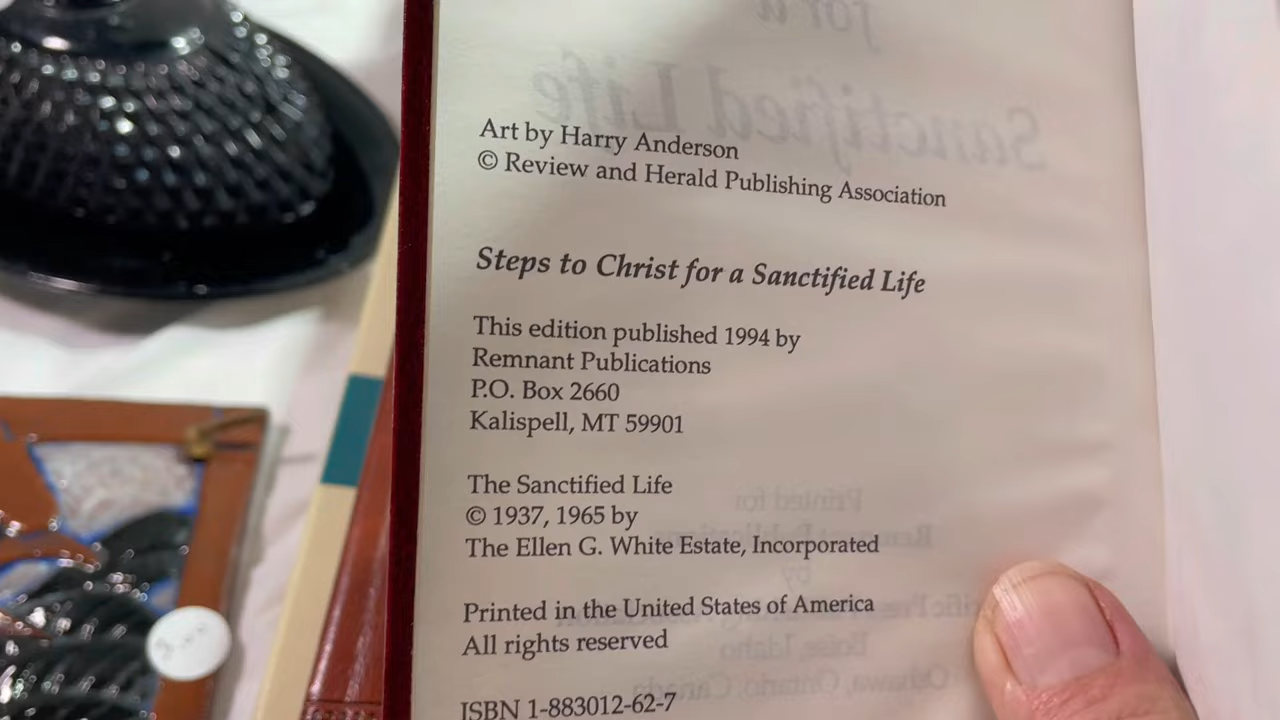 Art by Harry Anderson
© Review and Herald Publishing Association
Steps to Christ for a Sanctified Life
This edition published 1994 by
Remnant Publications
P.O. Box 2660
Kalispell, MT 59901
The Sanctified Life
© 1937, 1965 by
The Ellen G. White Estate, Incorporated
Printed in the United States of America
All rights reserved
ISBN 1-883012-62-7